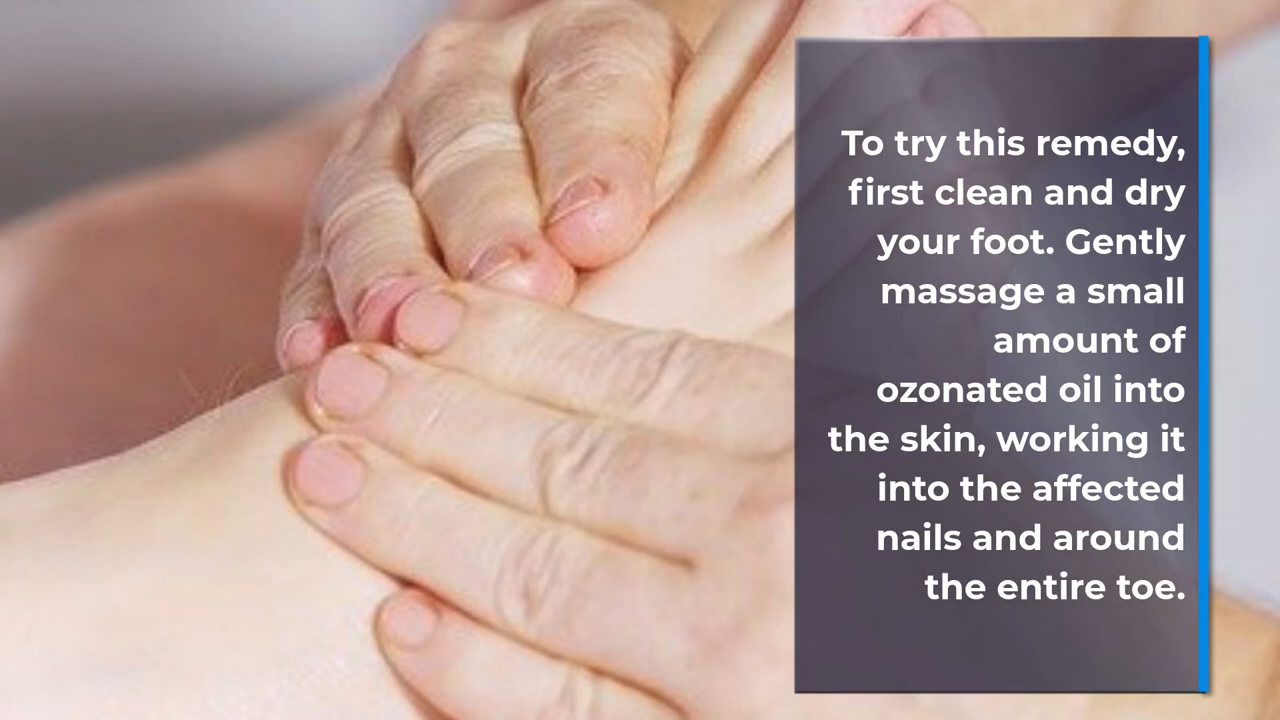 To try this remedy,
first clean and dry
your foot. Gently
massage a small
amount of
ozonated oil into
the skin, working it
into the affected
nails and around
the entire toe.